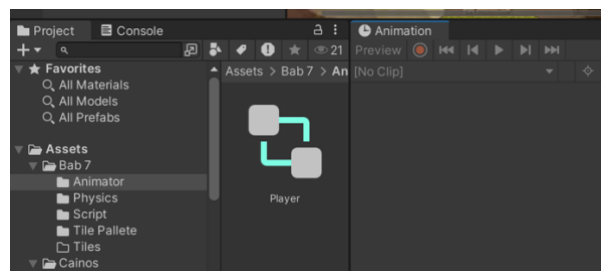 Project Console Animation
21 Preview
Favorites Assets > Bab 7 > An [No Clip]
All Materials
All Models
All Prefabs
Assets
Bab 7
Animator
Physics Player
Script
Tile Pallete
Tiles
Cainos